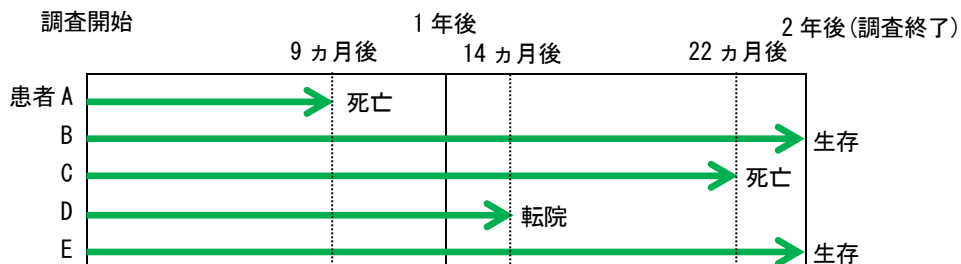 調査開始
1 年後
2 年後(調査終了)
9 ヵ月後
14 ヵ月後
22 ヵ月後
患者 A
死亡
B
生存
C
死亡
D
転院
E
生存